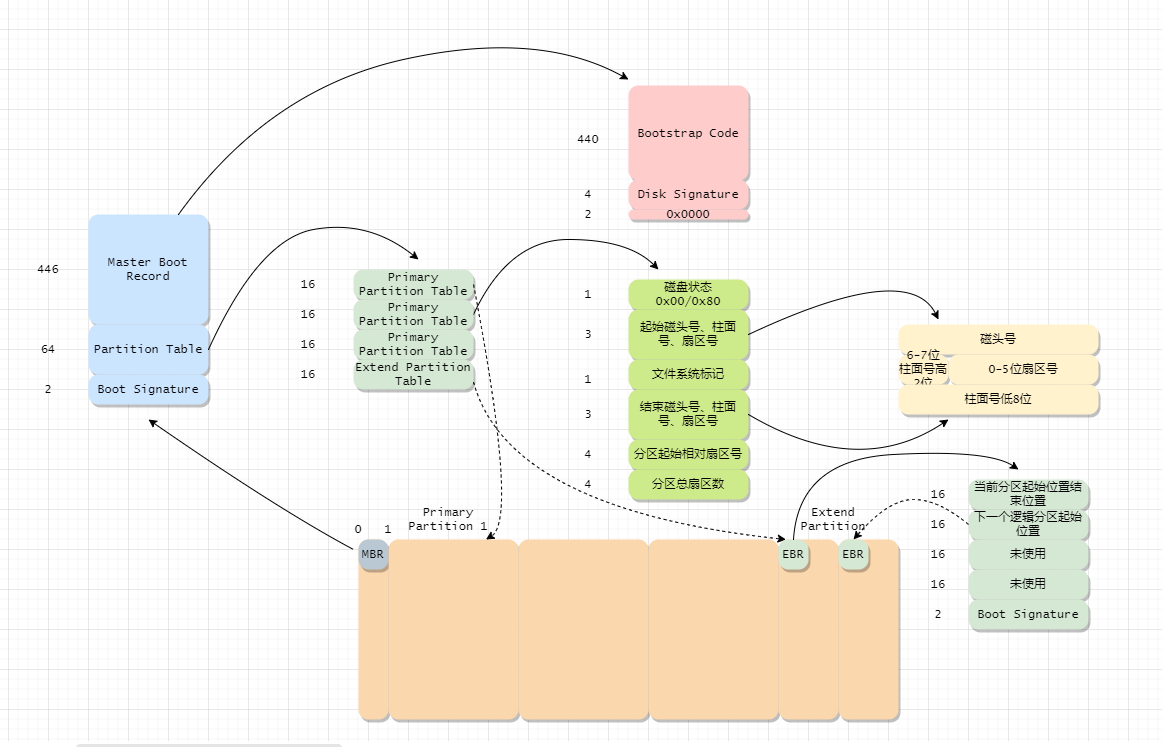 440
Bootstrap Code
4
Disk Signature
2
0x0000
446
Master Boot
Record
64
Partition Table
2
Boot Signature
16
Primary
Partition Table
16
Primary
Partition Table
16
Primary
Partition Table
16
Extend Partition
Table
1
磁盘状态
0x00/0x80
3
起始磁头号、柱面
号、扇区号
1
文件系统标记
3
结束磁头号、柱面
号、扇区号
4
分区起始相对扇区号
4
分区总扇区数
磁头号
6-7位
柱面号高
2位
0-5位扇区号
柱面号低8位
16
当前分区起始位置结
束位置
16
下一个逻辑分区起始
位置
16
未使用
16
未使用
2
Boot Signature
0
1
Primary
Partition 1
Extend
Partition
MBR
EBR
EBR